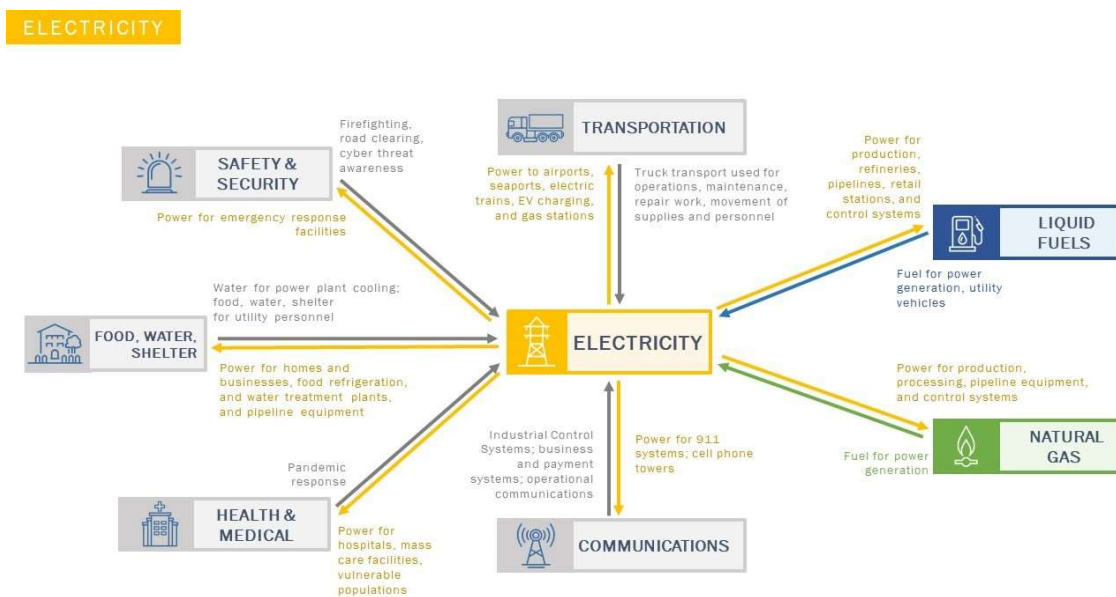 ELECTRICITY
Firefighting,
road clearing,
cyber threat
awareness
SAFETY &
SECURITY
Power for emergency response
facilities
TRANSPORTATION
Power to airports,
seaports, electric
trains, EV charging,
and gas stations
Truck transport used for
operations, maintenance,
repair work, movement of
supplies and personnel
Power for
production,
refineries,
pipelines, retail
stations, and
control systems
LIQUID
FUELS
Fuel for power
generation, utility
vehicles
Water for power plant cooling;
food, water, shelter
for utility personnel
FOOD, WATER,
SHELTER
Power for homes and
businesses, food refrigeration,
and water treatment plants,
and pipeline equipment
ELECTRICITY
Power for production,
processing, pipeline equipment,
and control systems
NATURAL
GAS
Fuel for power
generation
Pandemic
response
HEALTH &
MEDICAL
Power for
hospitals, mass
care facilities,
vulnerable
populations
Industrial Control
Systems; business
and payment
systems; operational
communications
Power for 911
systems; cell phone
towers
COMMUNICATIONS